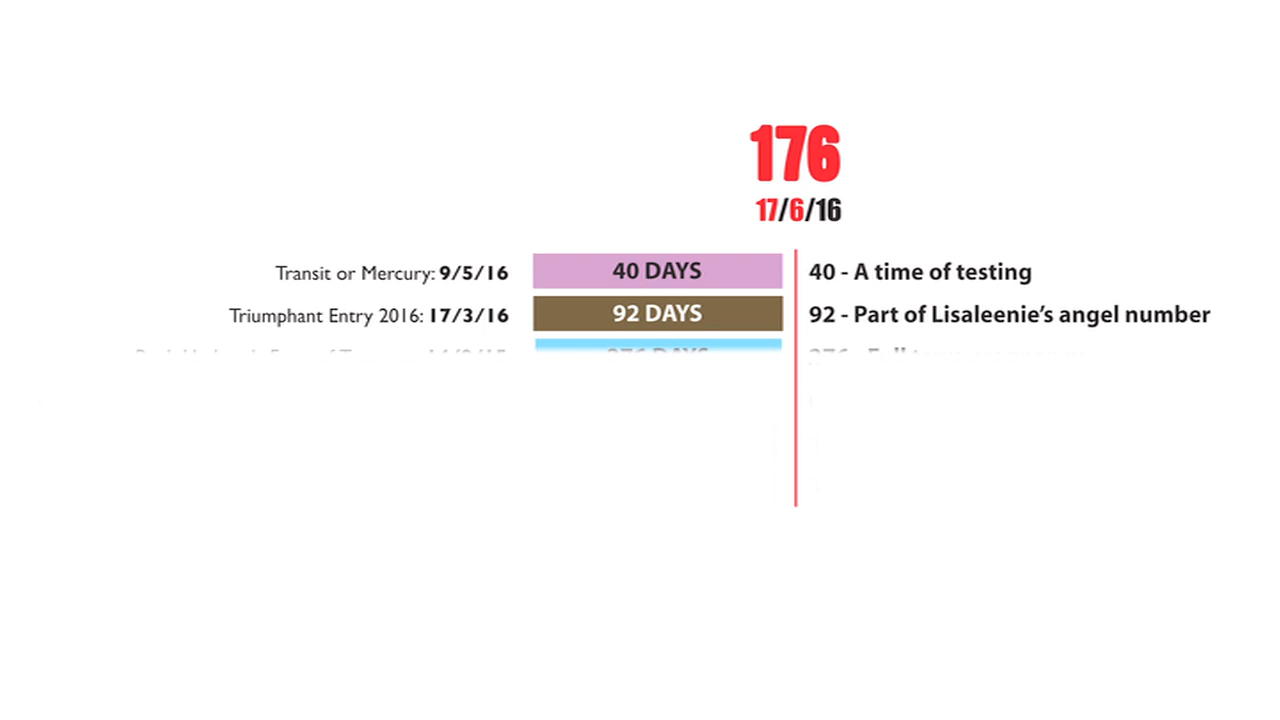 176
17/6/16
Transit or Mercury: 9/5/16 40 DAYS 40 - A time of testing
Triumphant Entry 2016: 17/3/16 92 DAYS 92 - Part of Lisaleenie's angel number